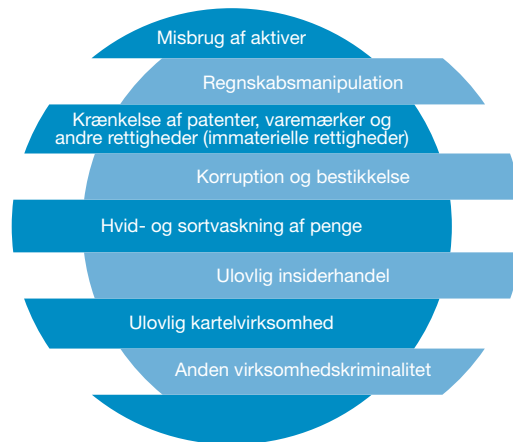 Misbrug af aktiver
Regnskabsmanipulation
Krænkelse af patenter, varemærker og
andre rettigheder (immaterielle rettigheder)
Korruption og bestikkelse
Hvid- og sortvaskning af penge
Ulovlig insiderhandel
Ulovlig kartelvirksomhed
Anden virksomhedskriminalitet